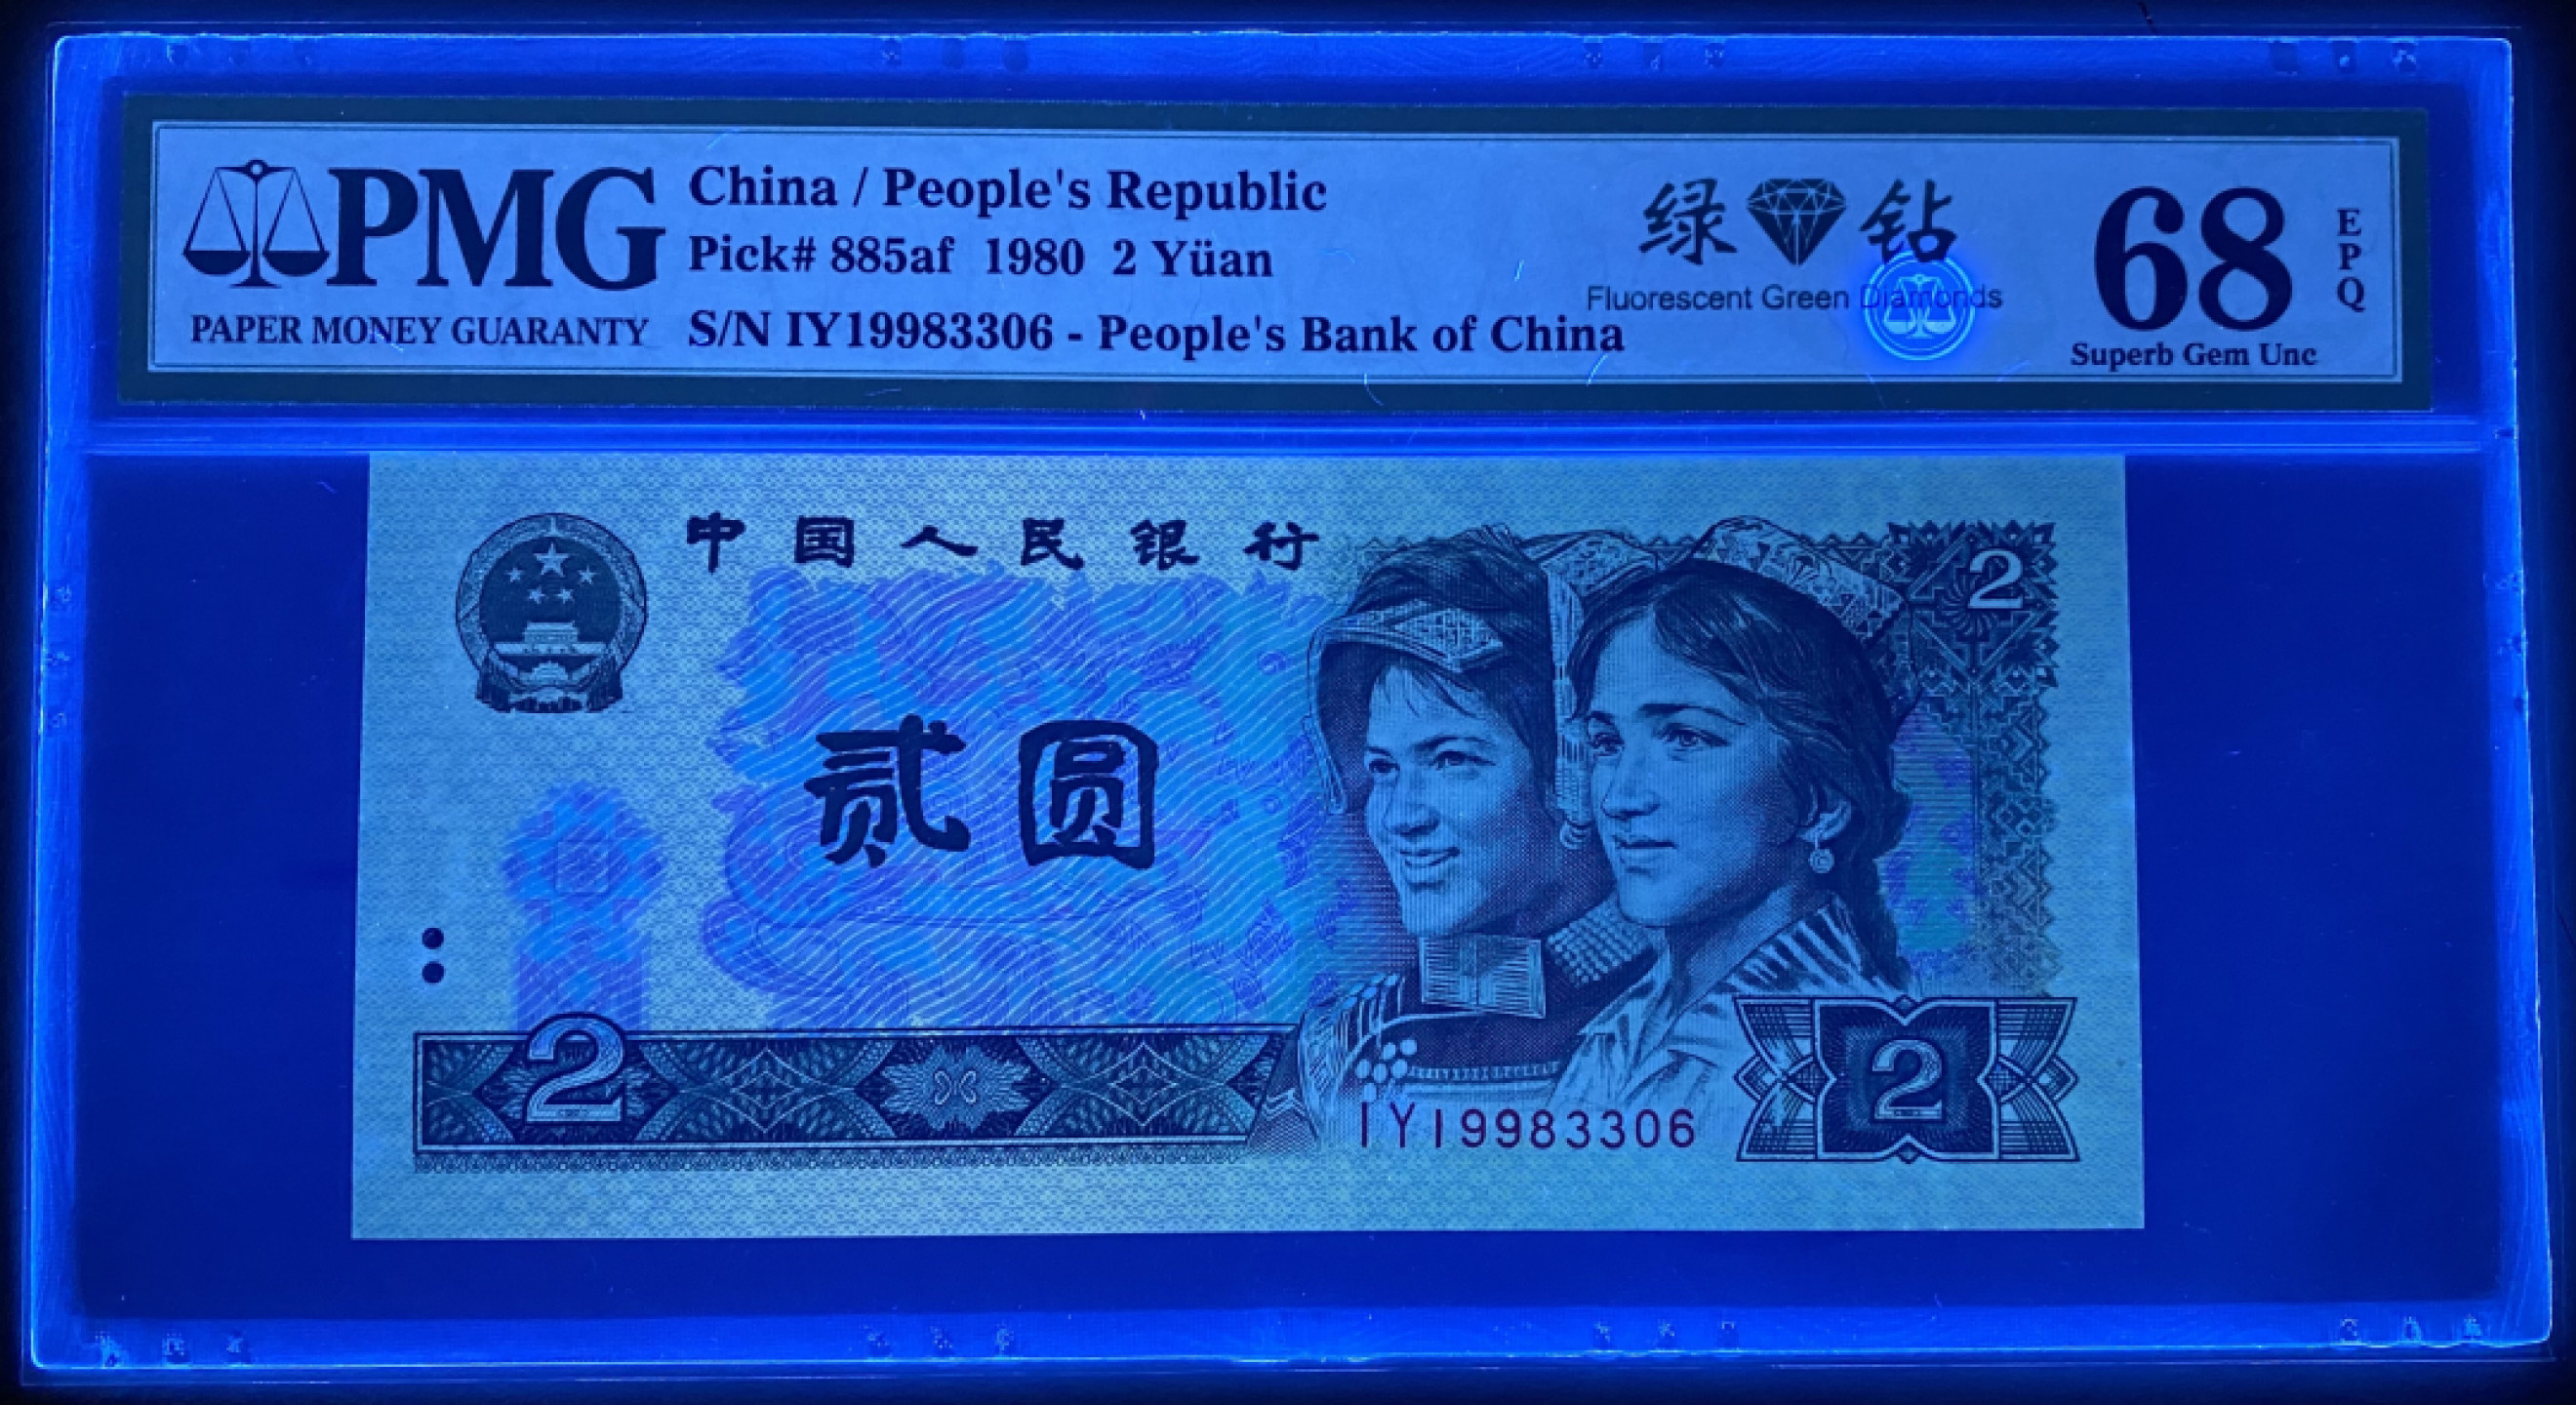 PMG
PAPER MONEY GUARANTY
China / People's Republic
Pick# 885af 1980 2 Yüan
S/N IY19983306 - People's Bank of China
绿钻
Fluorescent Green Diamonds
68
EPQ
Superb Gem Unc
中国人民银行
2
贰圆
2
2
IY19983306